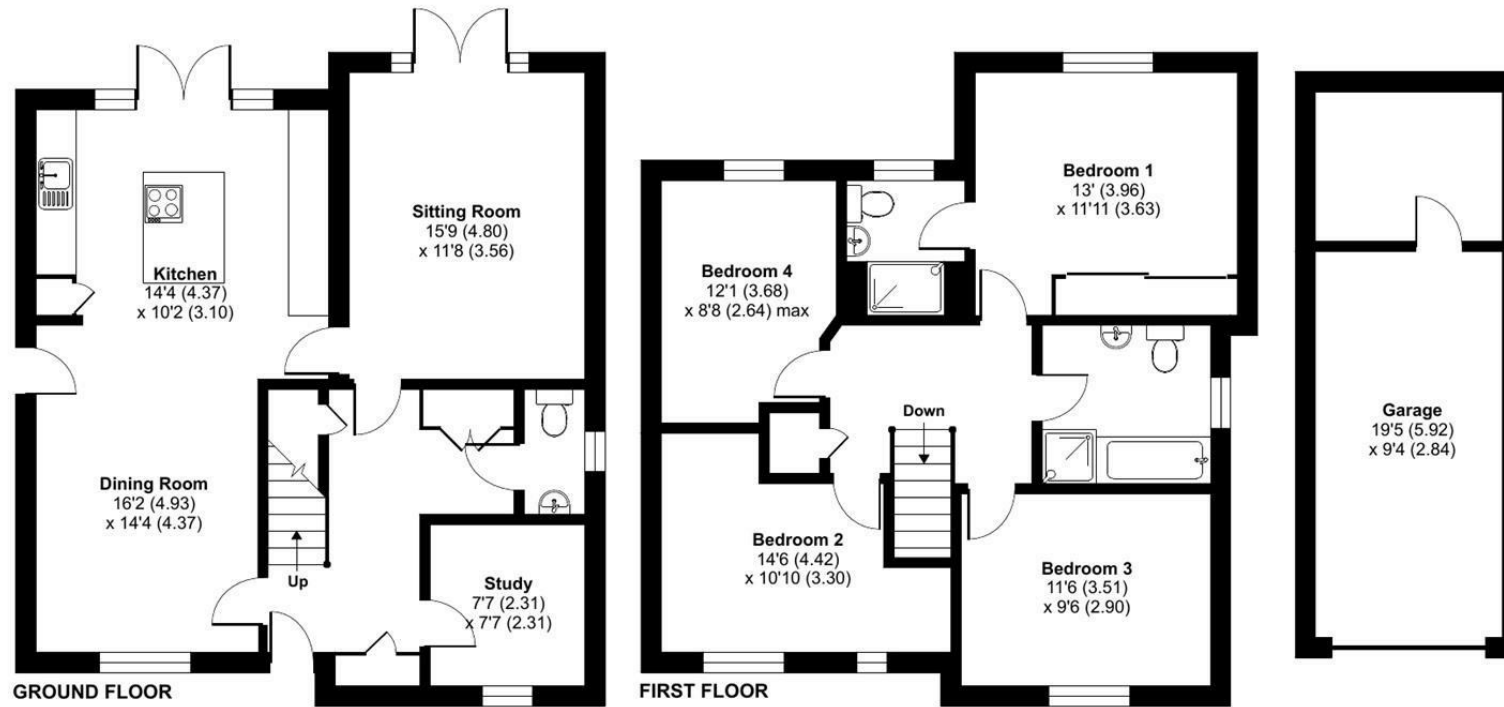 Kitchen
14'4 (4.37)
x 10'2 (3.10)
Sitting Room
15'9 (4.80)
x 11'8 (3.56)
Dining Room
16'2 (4.93)
x 14'4 (4.37)
Up
Study
7'7 (2.31)
x 7'7 (2.31)
GROUND FLOOR
Bedroom 1
13' (3.96)
x 11'11 (3.63)
Bedroom 4
12'1 (3.68)
x 8'8 (2.64) max
Down
Bedroom 2
14'6 (4.42)
x 10'10 (3.30)
Bedroom 3
11'6 (3.51)
x 9'6 (2.90)
FIRST FLOOR
Garage
19'5 (5.92)
x 9'4 (2.84)